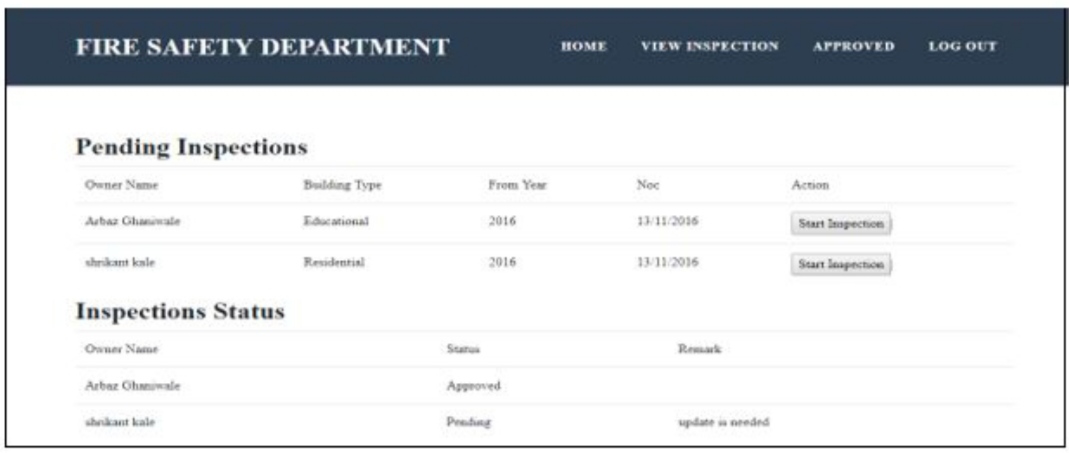 FIRE SAFETY DEPARTMENT HOME VIEW INSPECTION APPROVED LOG OUT
Pending Inspections
Owner Name Building Type From Year Noc Action
Arbaz Ghaniwale Educational 2016 13/11/2016 Start Inspection
shrikant kale Residential 2016 13/11/2016 Start Inspection
Inspections Status
Owner Name Status Remark
Arbaz Ghaniwale Approved
shrikant kale Pending update is needed